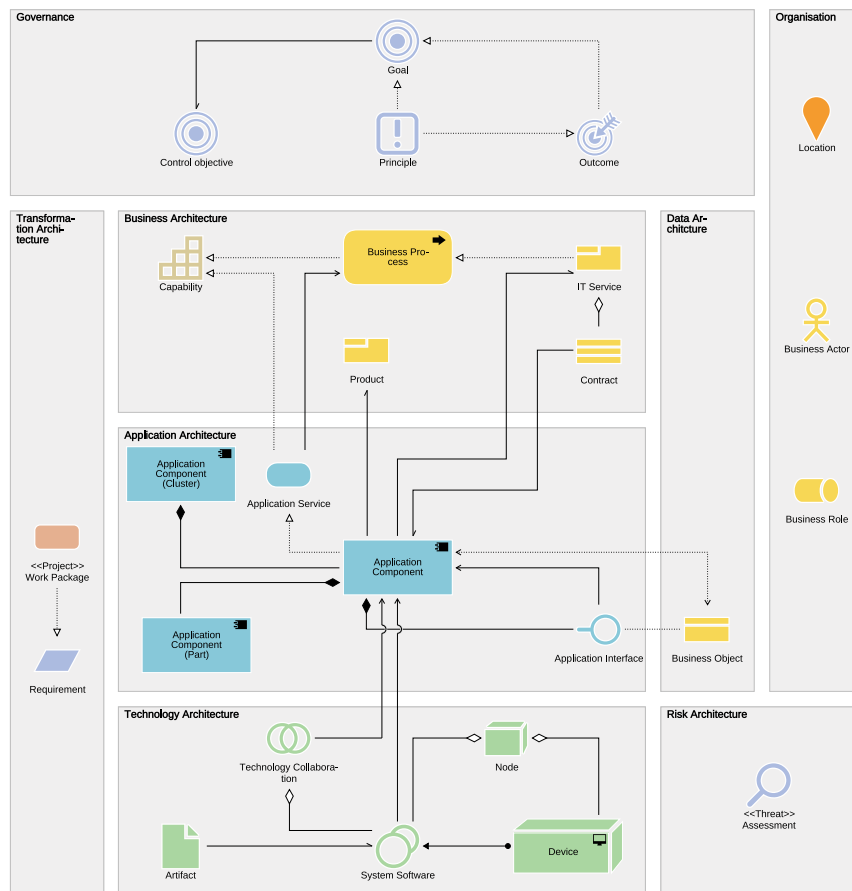 Governance
Goal
Control objective
Principle
Outcome
Organisation
Location
Business Actor
Business Role
Transforma-
tion Archi-
tecture
<<Project>>
Work Package
Requirement
Business Architecture
Capability
Business Pro-
cess
IT Service
Product
Contract
Data Ar-
chitcture
Business Object
Application Architecture
Application
Component
(Cluster)
Application Service
Application
Component
Application
Component
(Part)
Application Interface
Technology Architecture
Technology Collabora-
tion
Node
Artifact
System Software
Device
Risk Architecture
<<Threat>>
Assessment